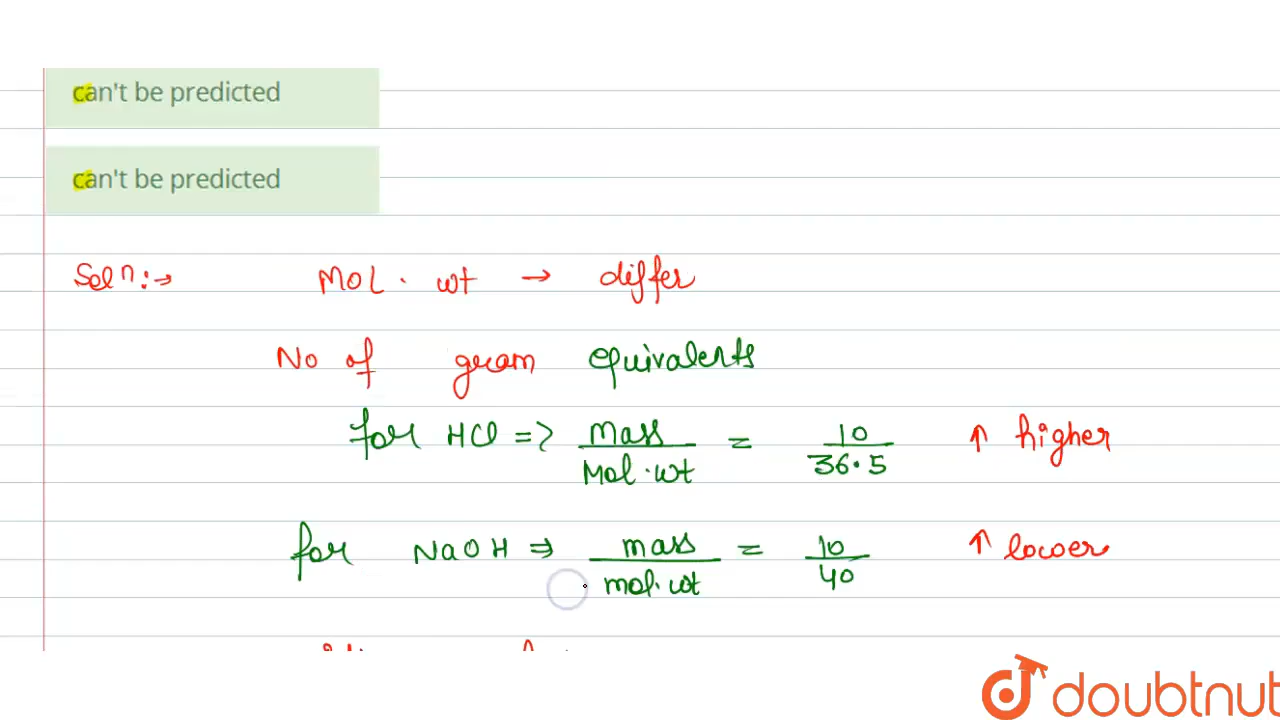 can't be predicted
can't be predicted
Soln :→ Mol. wt → differ
No of gram equivalents
for HCl => Mass / Mol. wt = 10 / 36.5 ↑ higher
for NaOH => mass / mol. wt = 10 / 40 ↑ lower
doubtnut